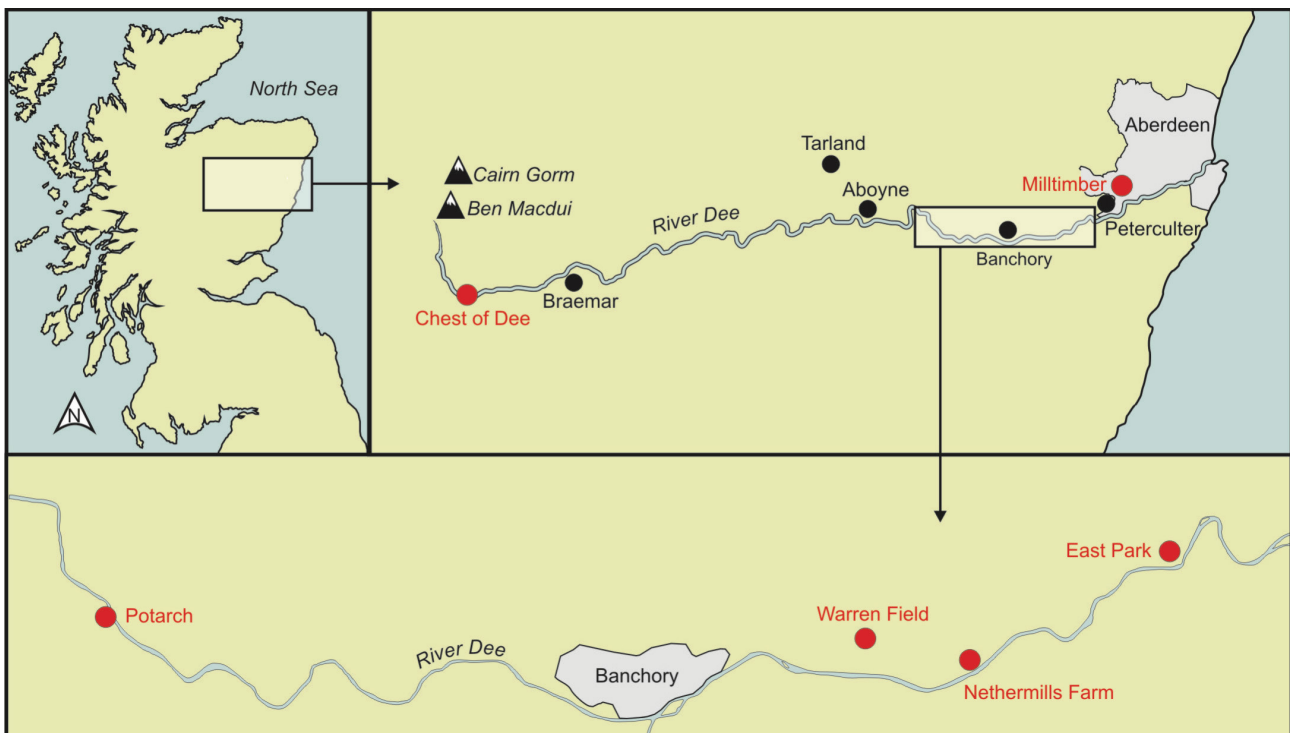 North Sea
N
Cairn Gorm
Ben Macdui
Chest of Dee
Braemar
River Dee
Tarland
Aboyne
Banchory
Milltimber
Peterculter
Aberdeen
Potarch
River Dee
Banchory
Warren Field
Nethermills Farm
East Park